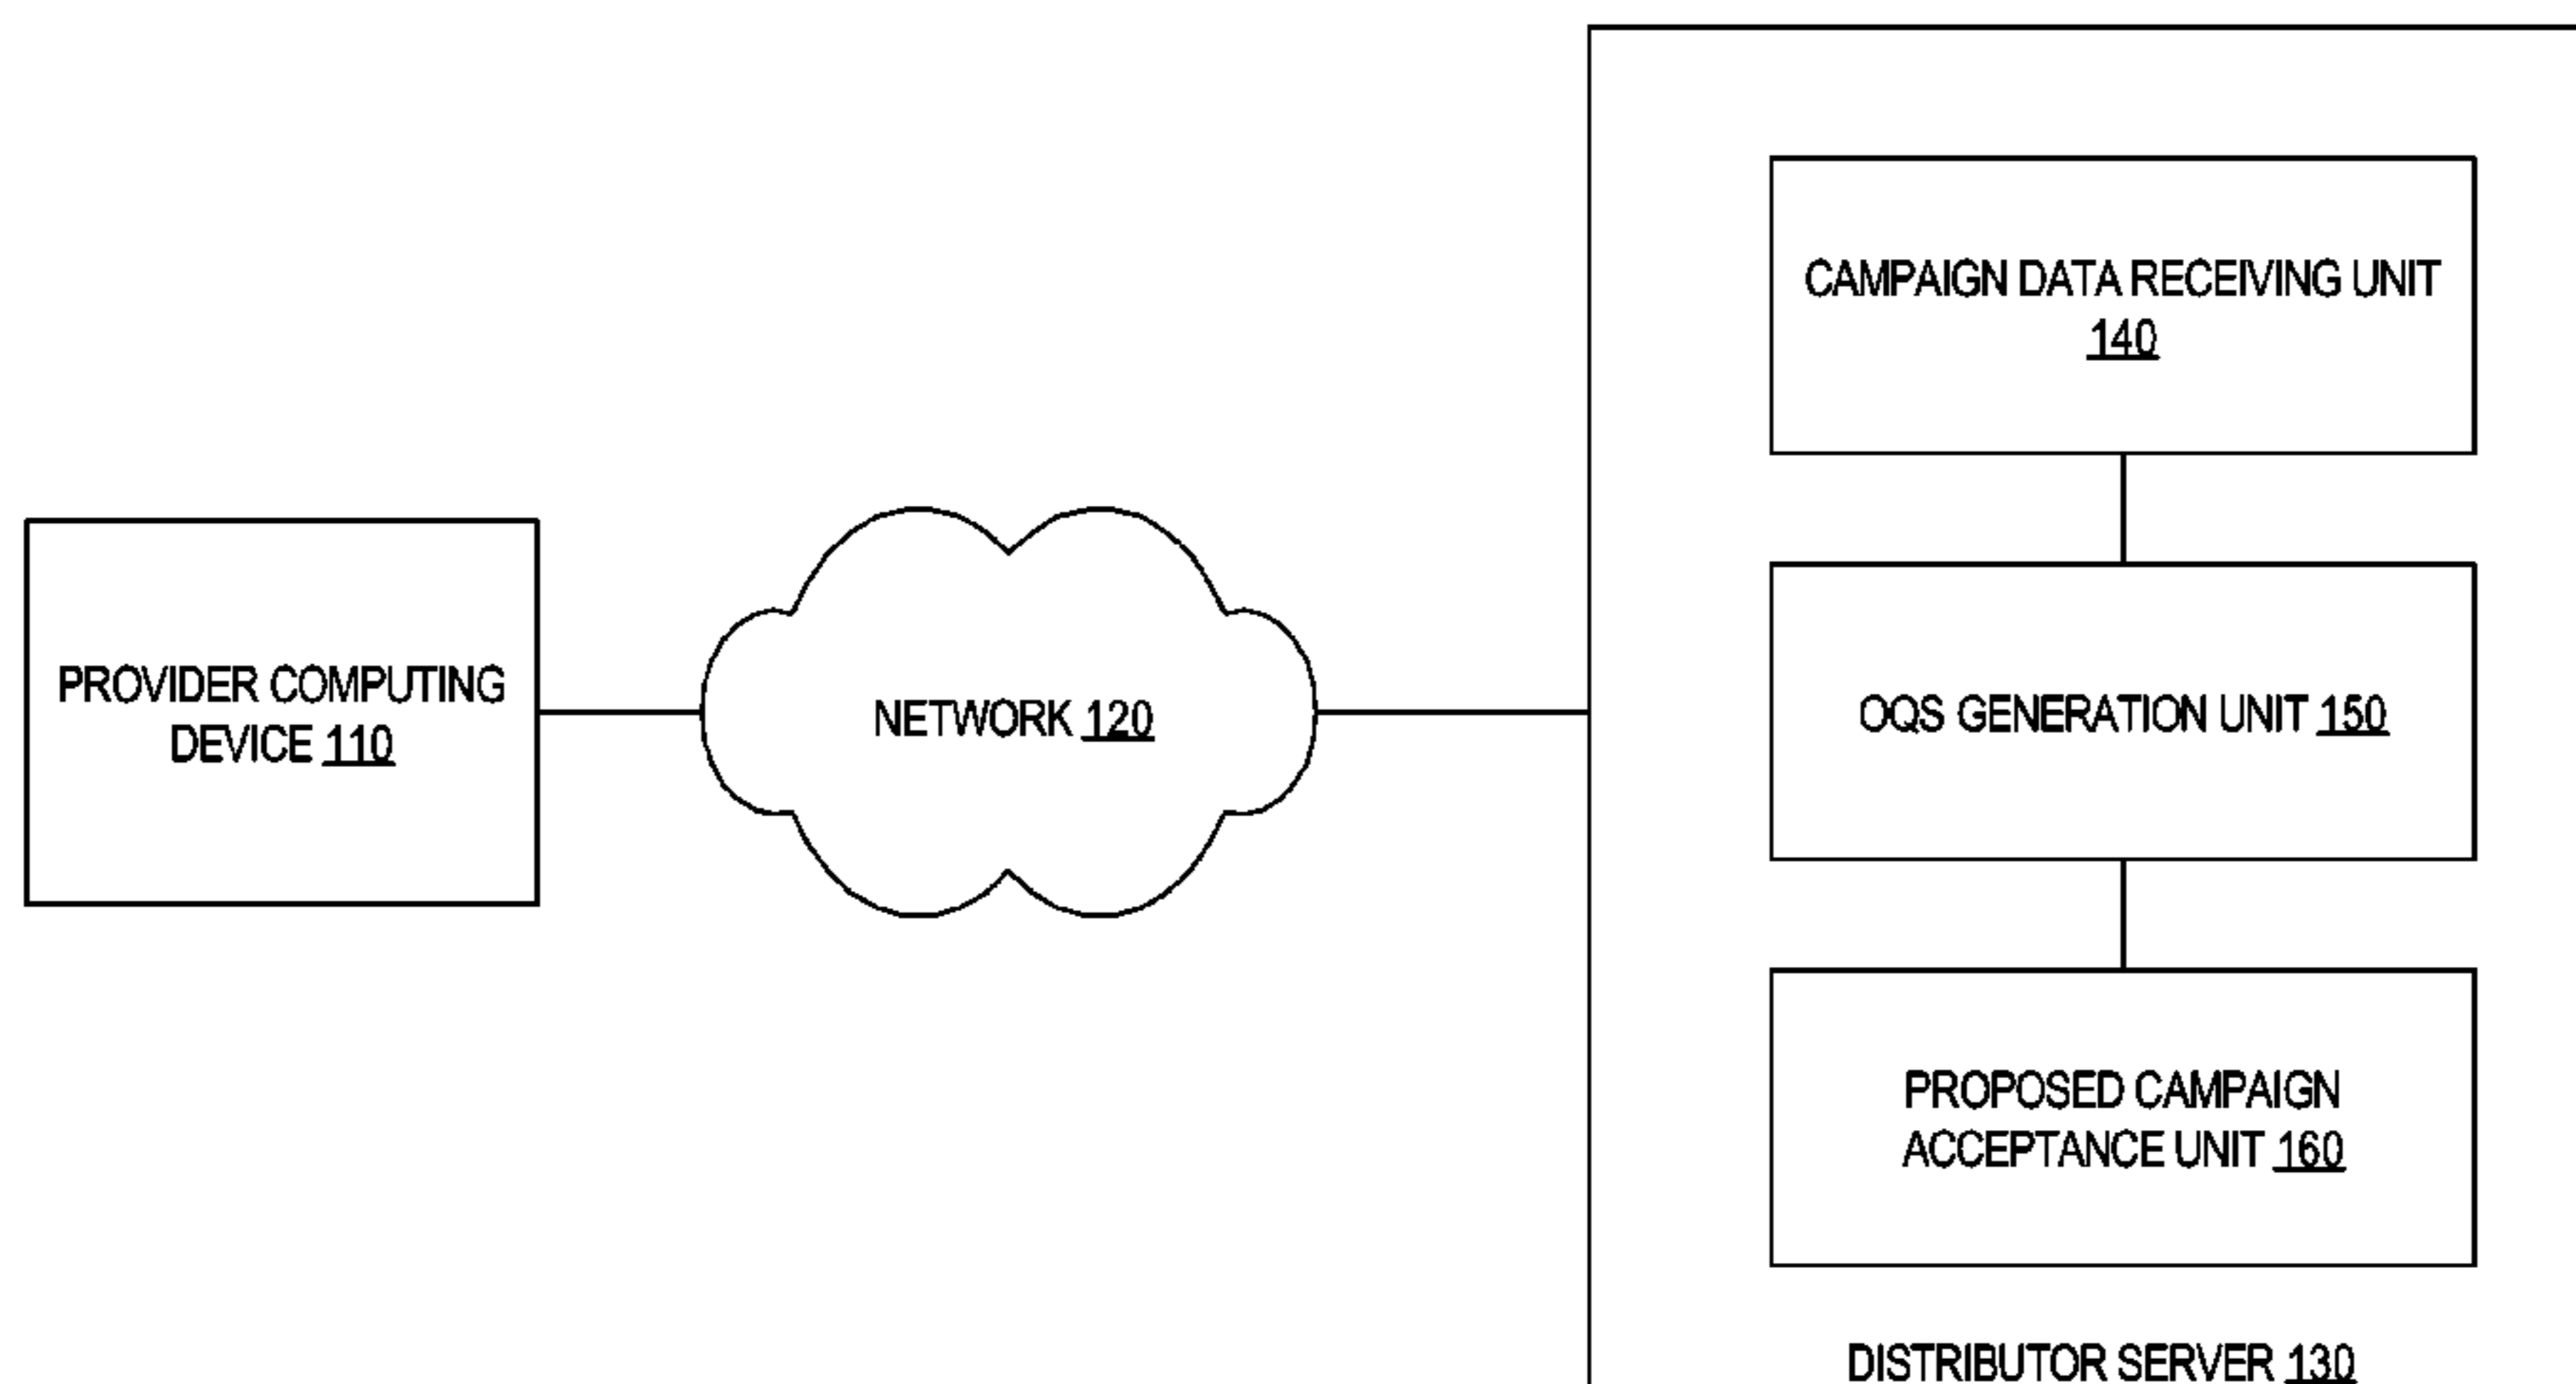 PROVIDER COMPUTING
DEVICE 110
NETWORK 120
CAMPAIGN DATA RECEIVING UNIT
140
OQS GENERATION UNIT 150
PROPOSED CAMPAIGN
ACCEPTANCE UNIT 160
DISTRIBUTOR SERVER 130